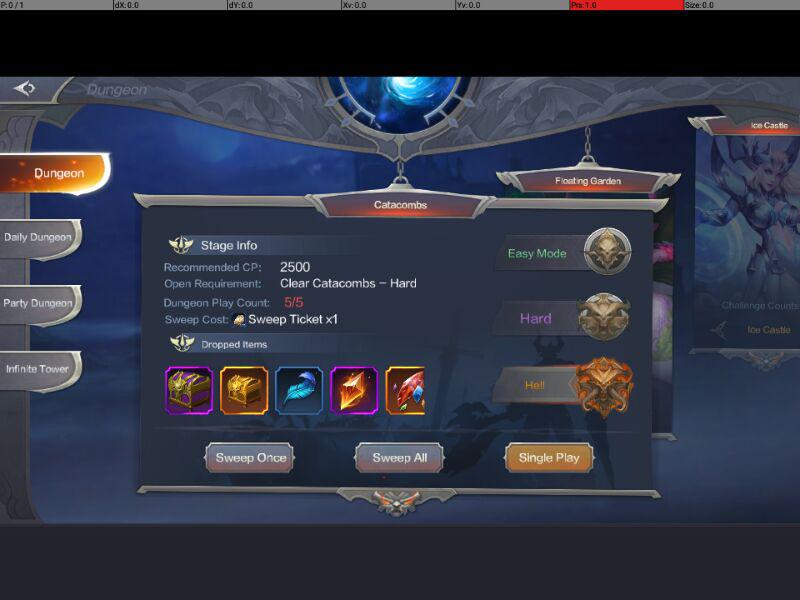 P: 0 / 1
dX: 0.0
dY: 0.0
Xv: 0.0
Yv: 0.0
Prs: 1.0
Size: 0.0
Dungeon
Ice Castle
Dungeon
Floating Garden
Catacombs
Daily Dungeon
Stage Info
Easy Mode
Recommended CP: 2500
Open Requirement: Clear Catacombs – Hard
Party Dungeon
Dungeon Play Count: 5/5
Challenge Counts
Sweep Cost: Sweep Ticket x1
Hard
Ice Castle
Dropped Items
Infinite Tower
Hell
Sweep Once
Sweep All
Single Play